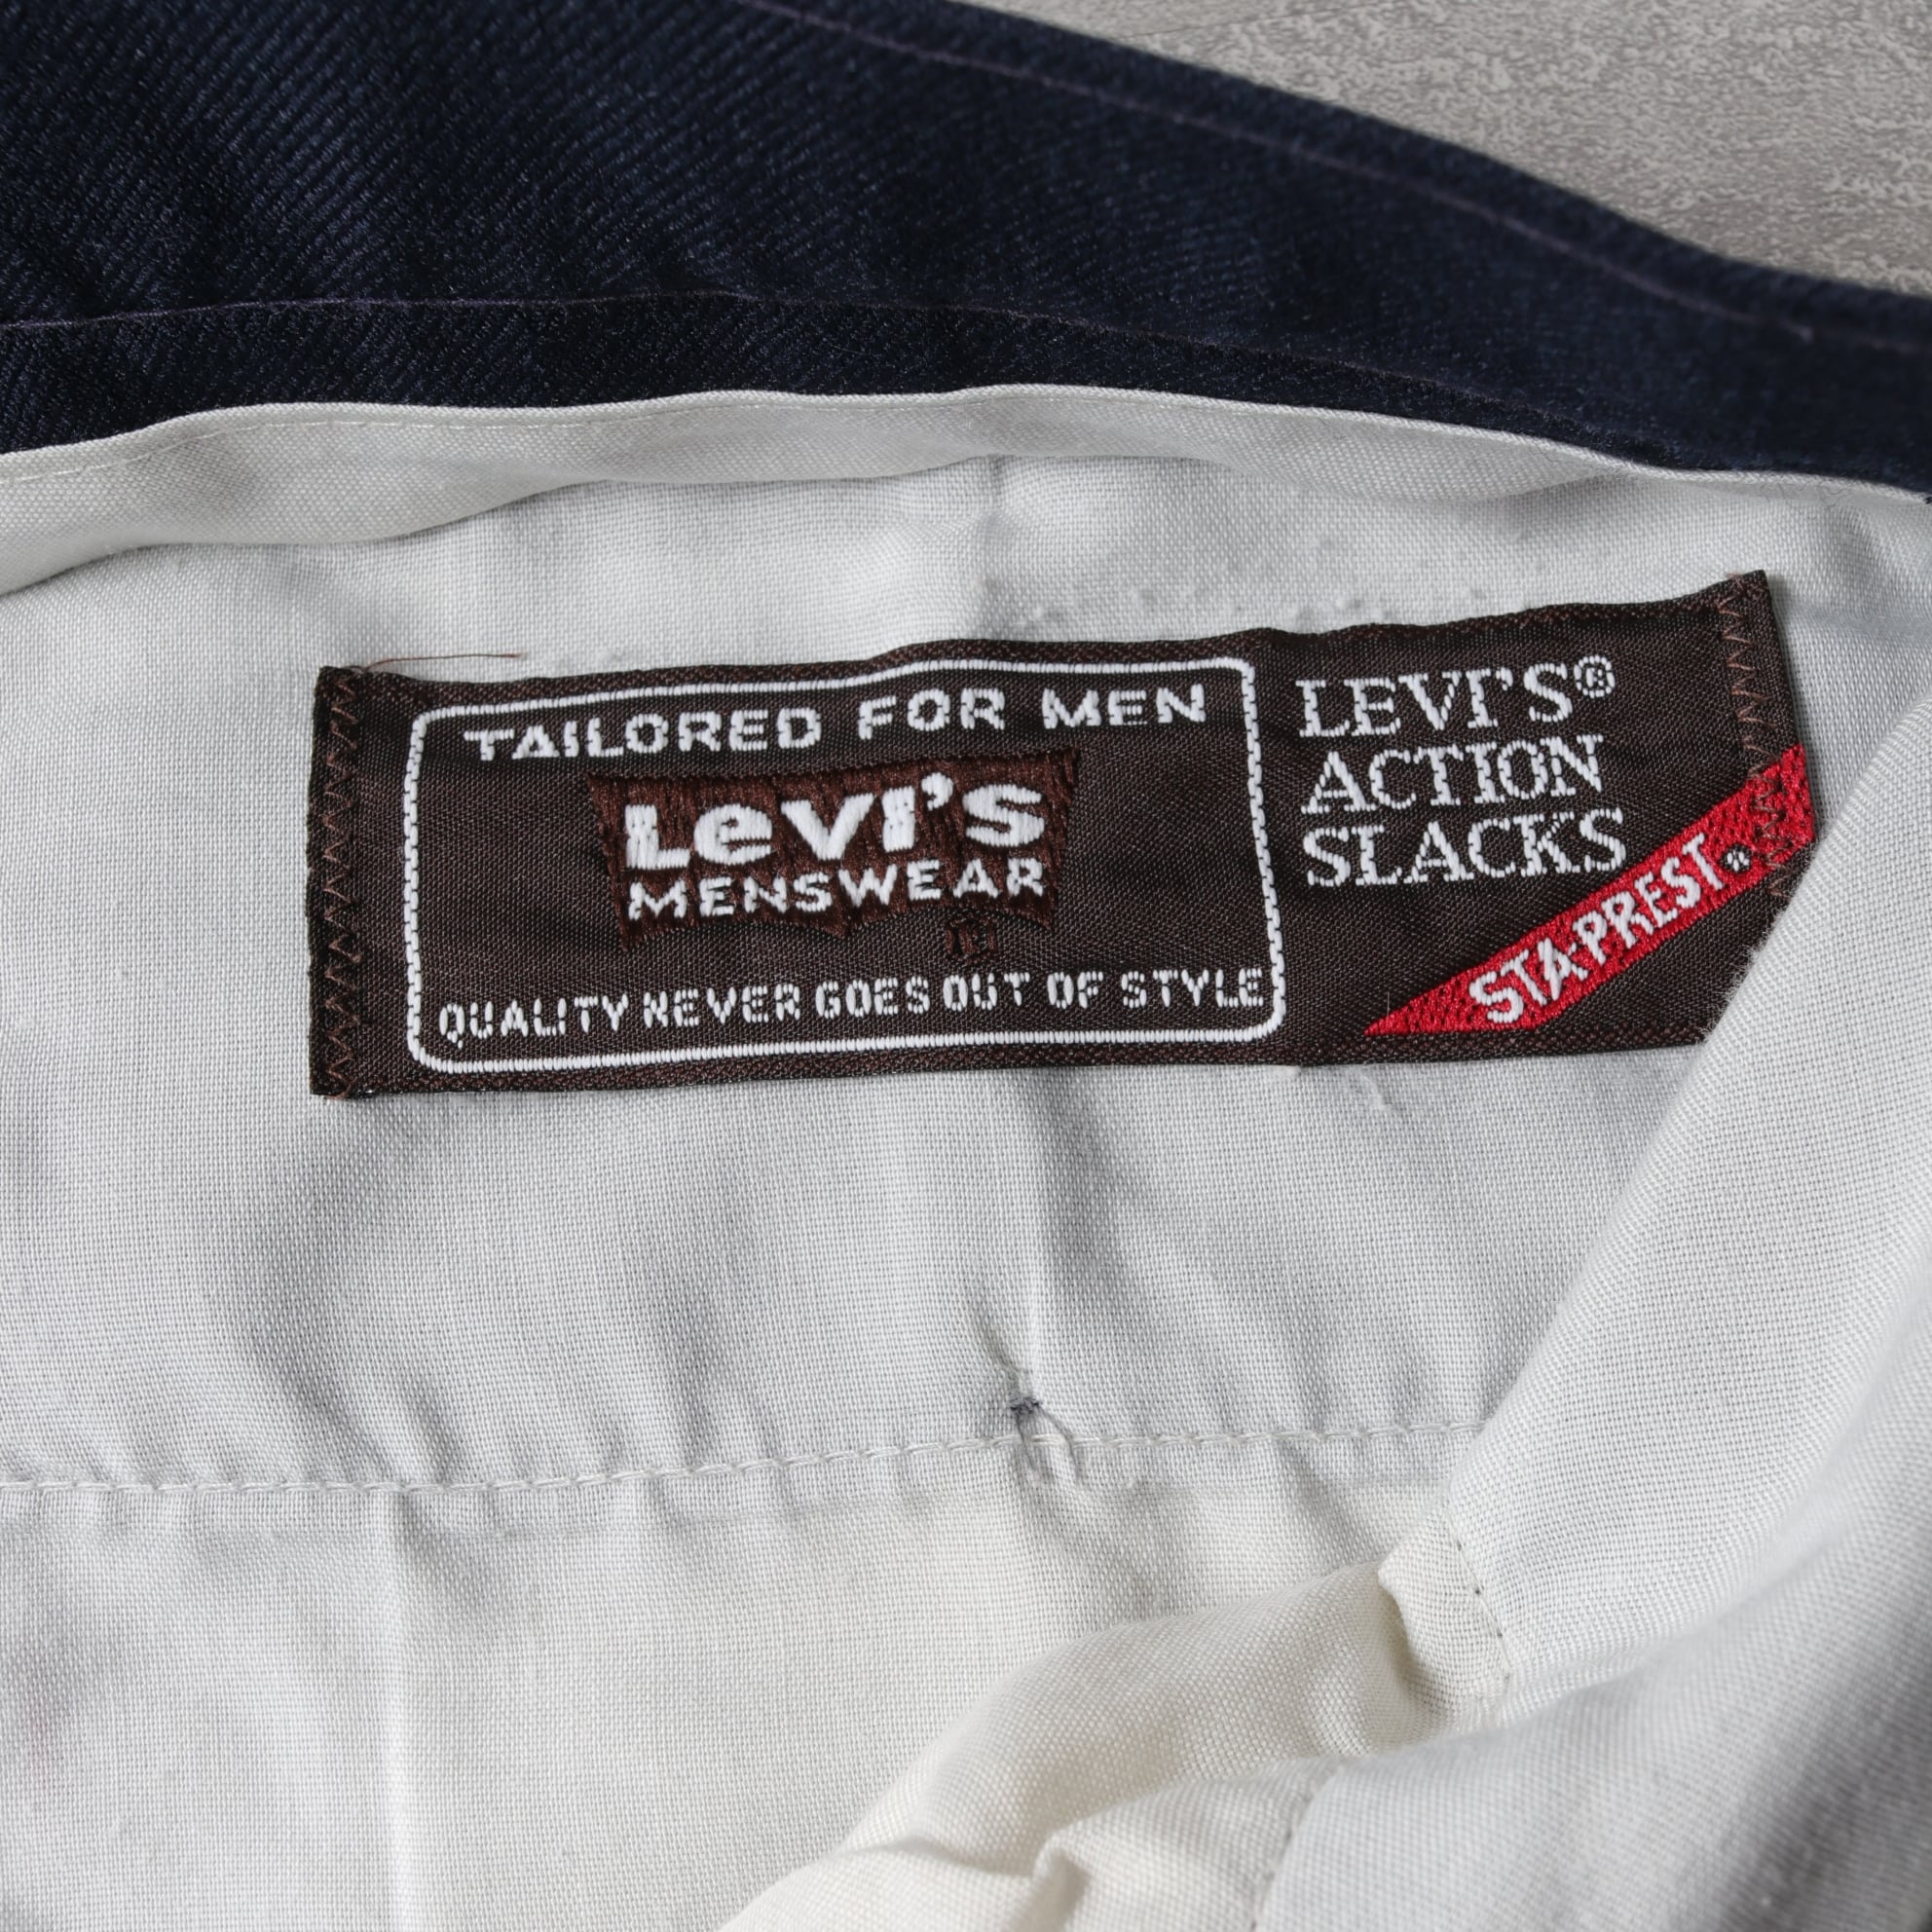 TAILORED FOR MEN
LEVI'S
MENSWEAR
QUALITY NEVER GOES OUT OF STYLE
LEVI'S®
ACTION
SLACKS
STA-PREST®